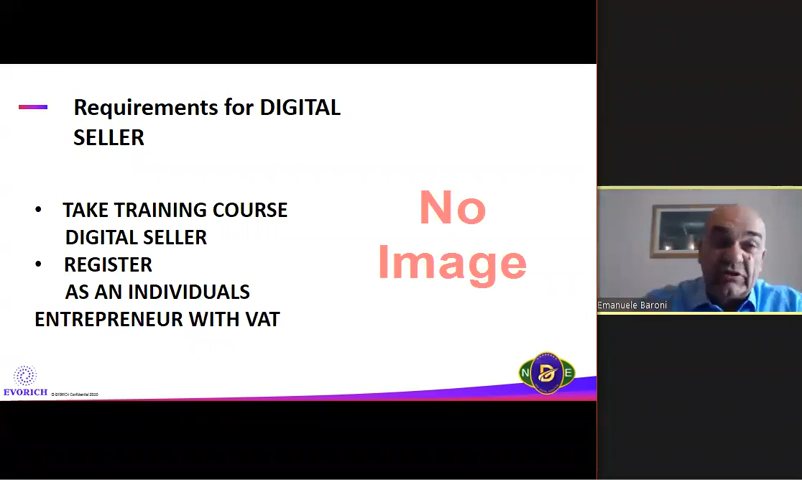 Requirements for DIGITAL
SELLER
• TAKE TRAINING COURSE
DIGITAL SELLER
• REGISTER
AS AN INDIVIDUALS
ENTREPRENEUR WITH VAT
No
Image
Emanuele Baroni
EVORICH
N D E